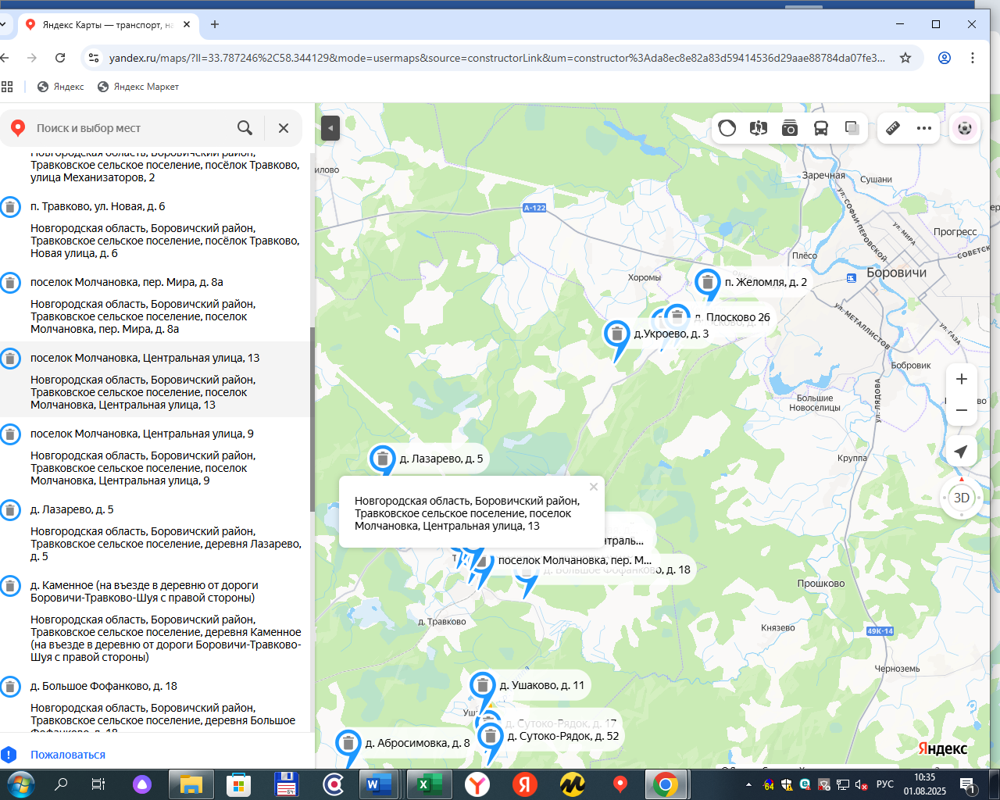 Яндекс Карты — транспорт, на
yandex.ru/maps/?ll=33.787246%2C58.344129&mode=usermaps&source=constructorLink&um=constructor%3Ada8ec8e82a83d59414536d29aae88784da07fe3...
Яндекс
Яндекс Маркет
Поиск и выбор мест
Новгородская область, Боровичский район,
Травковское сельское поселение, посёлок Травково,
улица Механизаторов, 2
п. Травково, ул. Новая, д. 6
Новгородская область, Боровичский район,
Травковское сельское поселение, посёлок Травково,
Новая улица, д. 6
поселок Молчановка, пер. Мира, д. 8а
Новгородская область, Боровичский район,
Травковское сельское поселение, поселок
Молчановка, пер. Мира, д. 8а
поселок Молчановка, Центральная улица, 13
Новгородская область, Боровичский район,
Травковское сельское поселение, поселок
Молчановка, Центральная улица, 13
поселок Молчановка, Центральная улица, 9
Новгородская область, Боровичский район,
Травковское сельское поселение, поселок
Молчановка, Центральная улица, 9
д. Лазарево, д. 5
Новгородская область, Боровичский район,
Травковское сельское поселение, деревня Лазарево,
д. 5
д. Каменное (на въезде в деревню от дороги
Боровичи-Травково-Шуя с правой стороны)
Новгородская область, Боровичский район,
Травковское сельское поселение, деревня Каменное
(на въезде в деревню от дороги Боровичи-Травково-
Шуя с правой стороны)
д. Большое Фофанково, д. 18
Новгородская область, Боровичский район,
Травковское сельское поселение, деревня Большое
Фофанково, д. 18
Пожаловаться
илово
А-122
Заречная
Сушани
ул. СОФЬИ ПЕРОВСКОЙ
ул. МИРА
Прогресс
СОВЕТСК
Плёсо
Боровичи
Хоромы
п. Желомля, д. 2
д. Плосково 26
д.Укроево, д. 3
ул. МЕТАЛЛИСТОВ
ул. ГАЗА
Бобровик
ул. ЛЯДОВА
Большие
Новоселицы
Круппа
3D
д. Лазарево, д. 5
Новгородская область, Боровичский район,
Травковское сельское поселение, поселок
Молчановка, Центральная улица, 13
нтраль...
поселок Молчановка, пер. М...
д. Большое Фофанково, д. 18
Прошково
д. Травково
Князево
49К-14
Черноземь
д. Ушаково, д. 11
Уша
д. Сутоко-Рядок, д. 17
д. Сутоко-Рядок, д. 52
д. Абросимовка, д. 8
Яндекс
64
РУС
10:35
01.08.2025
1